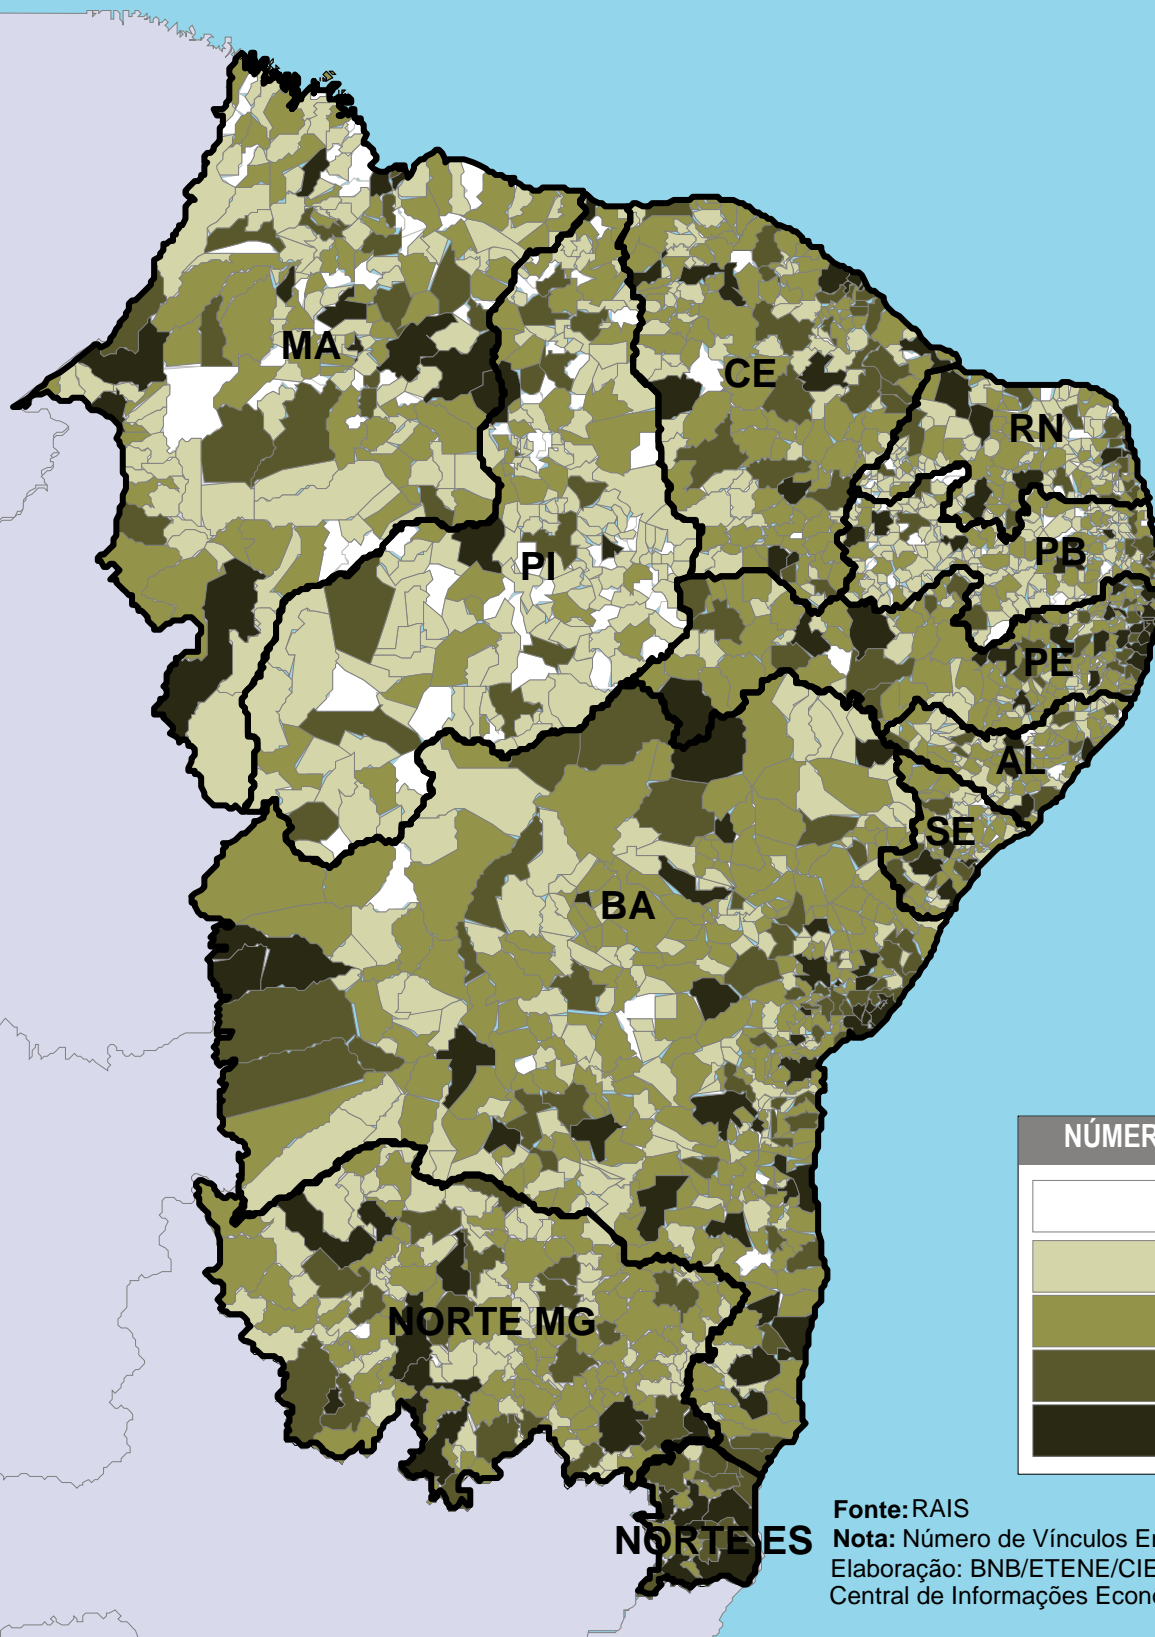 MA
CE
RN
PI
PB
PE
AL
SE
BA
NÚMER
NORTE MG
Fonte: RAIS
NORTE ES
Nota: Número de Vínculos E
Elaboração: BNB/ETENE/CIE
Central de Informações Econ